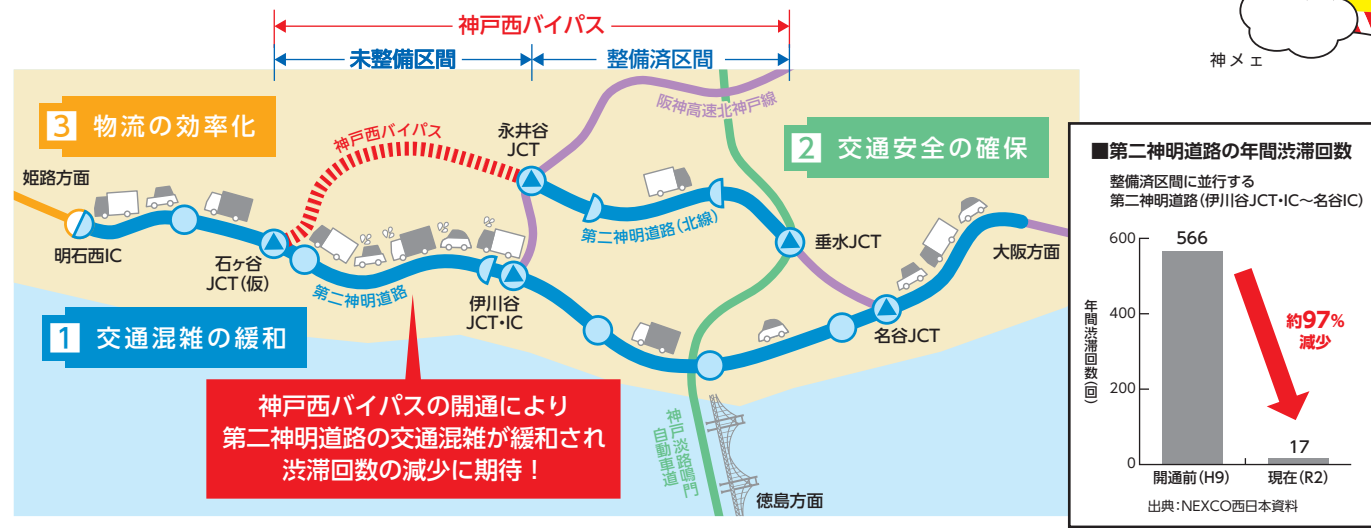 神戸西バイパス
未整備区間
整備済区間
神メェ
3 物流の効率化
神戸西バイパス
永井谷
JCT
阪神高速北神戸線
2 交通安全の確保
姫路方面
明石西IC
石ヶ谷
JCT(仮)
第二神明道路
伊川谷
JCT・IC
第二神明道路(北線)
垂水JCT
大阪方面
名谷JCT
1 交通混雑の緩和
神戸西バイパスの開通により
第二神明道路の交通混雑が緩和され
渋滞回数の減少に期待！
神戸淡路鳴門
自動車道
徳島方面
■第二神明道路の年間渋滞回数
整備済区間に並行する
第二神明道路(伊川谷JCT・IC～名谷IC)
年間渋滞回数(回)
600
400
200
0
566
約97%
減少
17
開通前(H9)
現在(R2)
出典：NEXCO西日本資料